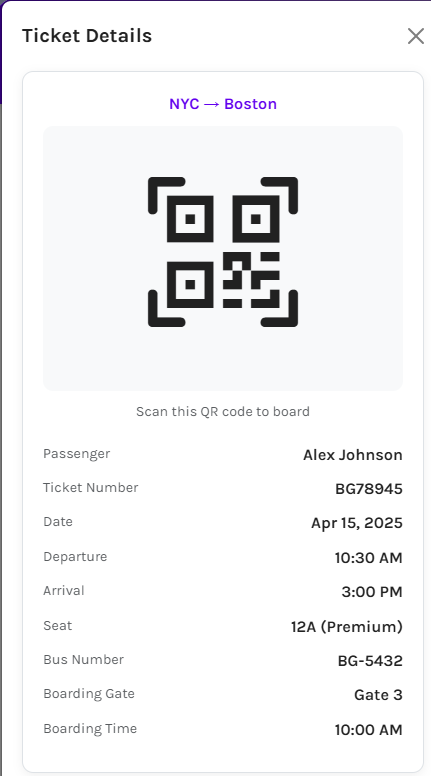 Ticket Details
NYC → Boston
Scan this QR code to board
Passenger Alex Johnson
Ticket Number BG78945
Date Apr 15, 2025
Departure 10:30 AM
Arrival 3:00 PM
Seat 12A (Premium)
Bus Number BG-5432
Boarding Gate Gate 3
Boarding Time 10:00 AM